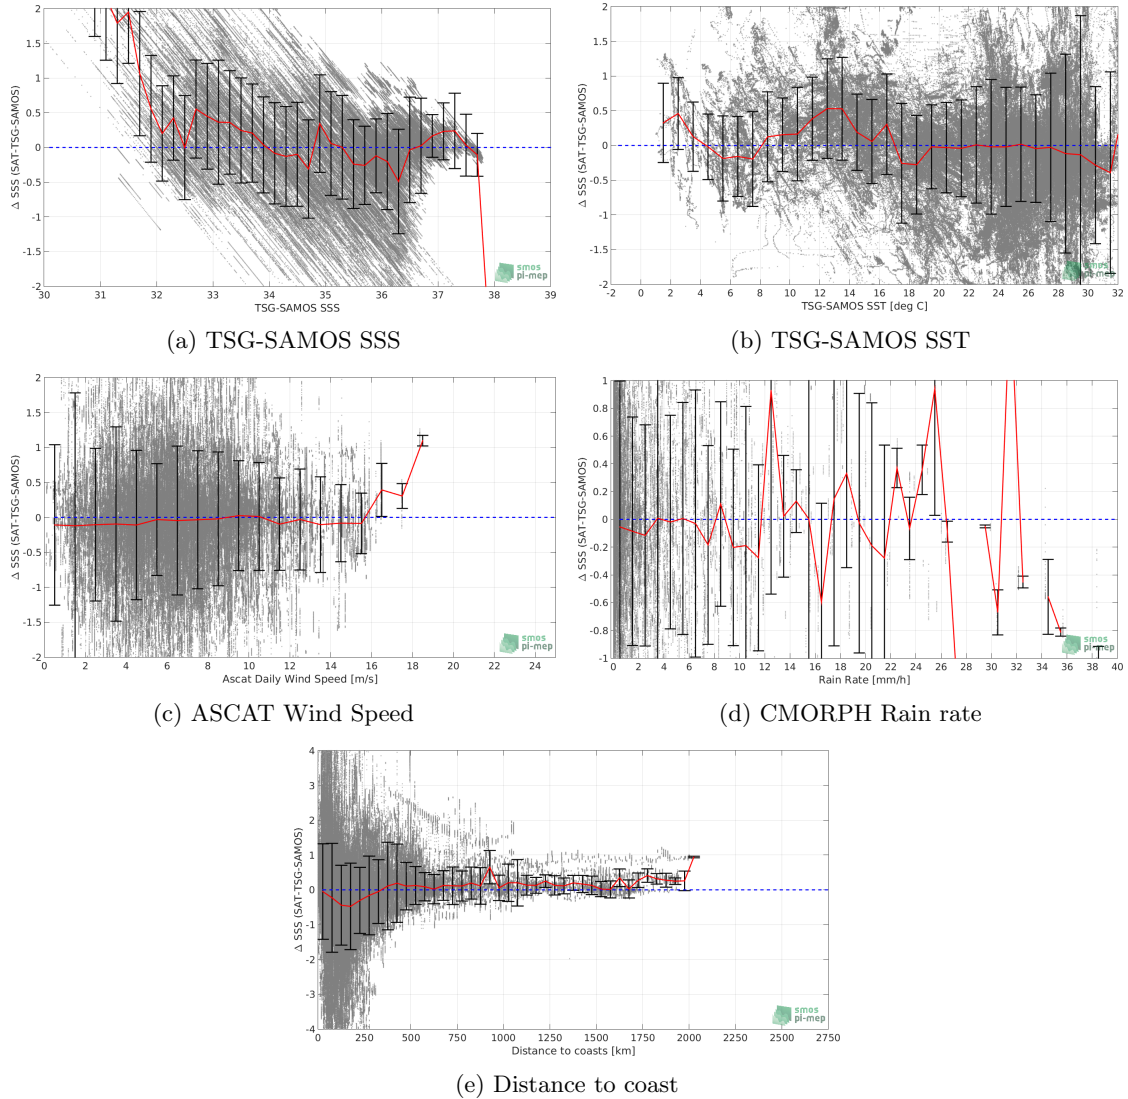 2
1.5
1
0.5
0
-0.5
-1
-1.5
-2
Δ SSS (SAT-TSG-SAMOS)
30 31 32 33 34 35 36 37 38 39
TSG-SAMOS SSS
smos
pi-mep
(a) TSG-SAMOS SSS
2
1.5
1
0.5
0
-0.5
-1
-1.5
-2
Δ SSS (SAT-TSG-SAMOS)
-2 0 2 4 6 8 10 12 14 16 18 20 22 24 26 28 30 32
TSG-SAMOS SST [deg C]
smos
pi-mep
(b) TSG-SAMOS SST
2
1.5
1
0.5
0
-0.5
-1
-1.5
-2
Δ SSS (SAT-TSG-SAMOS)
0 2 4 6 8 10 12 14 16 18 20 22 24
Ascat Daily Wind Speed [m/s]
smos
pi-mep
(c) ASCAT Wind Speed
1
0.8
0.6
0.4
0.2
0
-0.2
-0.4
-0.6
-0.8
-1
Δ SSS (SAT-TSG-SAMOS)
0 2 4 6 8 10 12 14 16 18 20 22 24 26 28 30 32 34 36 38 40
Rain Rate [mm/h]
smos
pi-mep
(d) CMORPH Rain rate
4
3
2
1
0
-1
-2
-3
-4
Δ SSS (SAT-TSG-SAMOS)
0 250 500 750 1000 1250 1500 1750 2000 2250 2500 2750
Distance to coasts [km]
smos
pi-mep
(e) Distance to coast